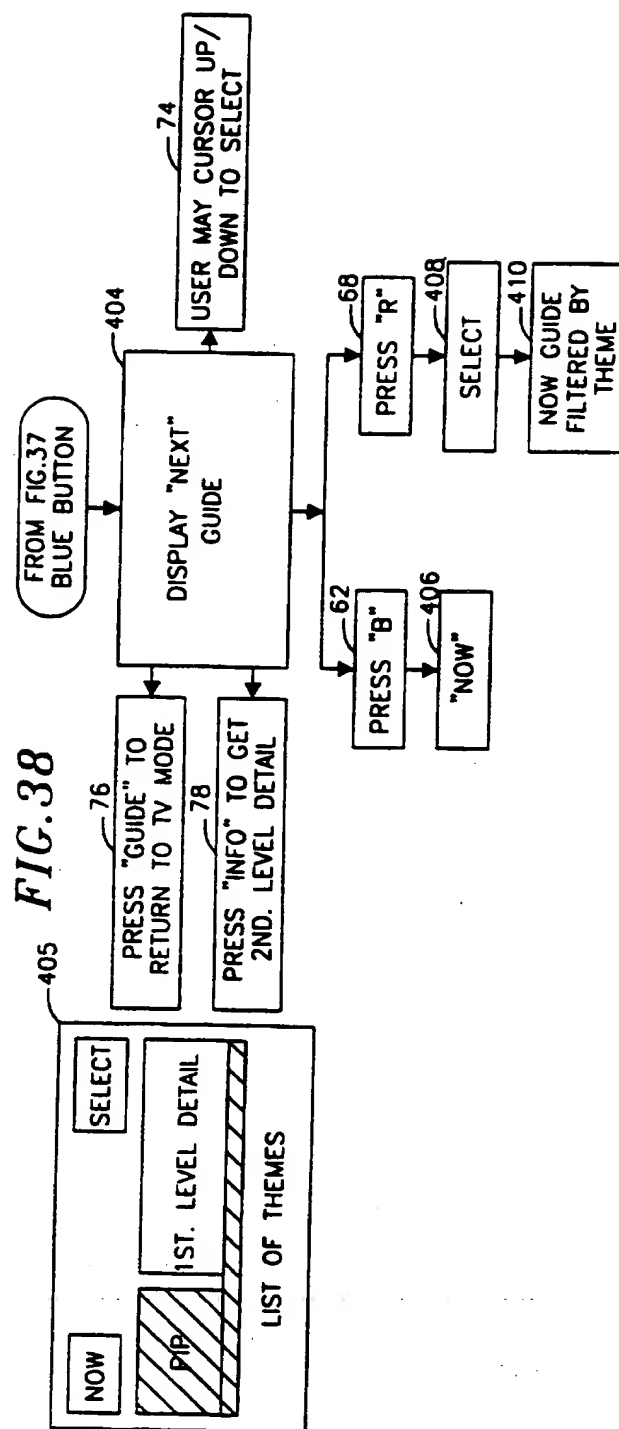 FIG.38
405
NOW
SELECT
PIP
1ST. LEVEL DETAIL
LIST OF THEMES
FROM FIG.37
BLUE BUTTON
404
DISPLAY "NEXT"
GUIDE
76
PRESS "GUIDE" TO
RETURN TO TV MODE
78
PRESS "INFO" TO GET
2ND. LEVEL DETAIL
74
USER MAY CURSOR UP/
DOWN TO SELECT
62
PRESS "B"
406
"NOW"
68
PRESS "R"
408
SELECT
410
NOW GUIDE
FILTERED BY
THEME